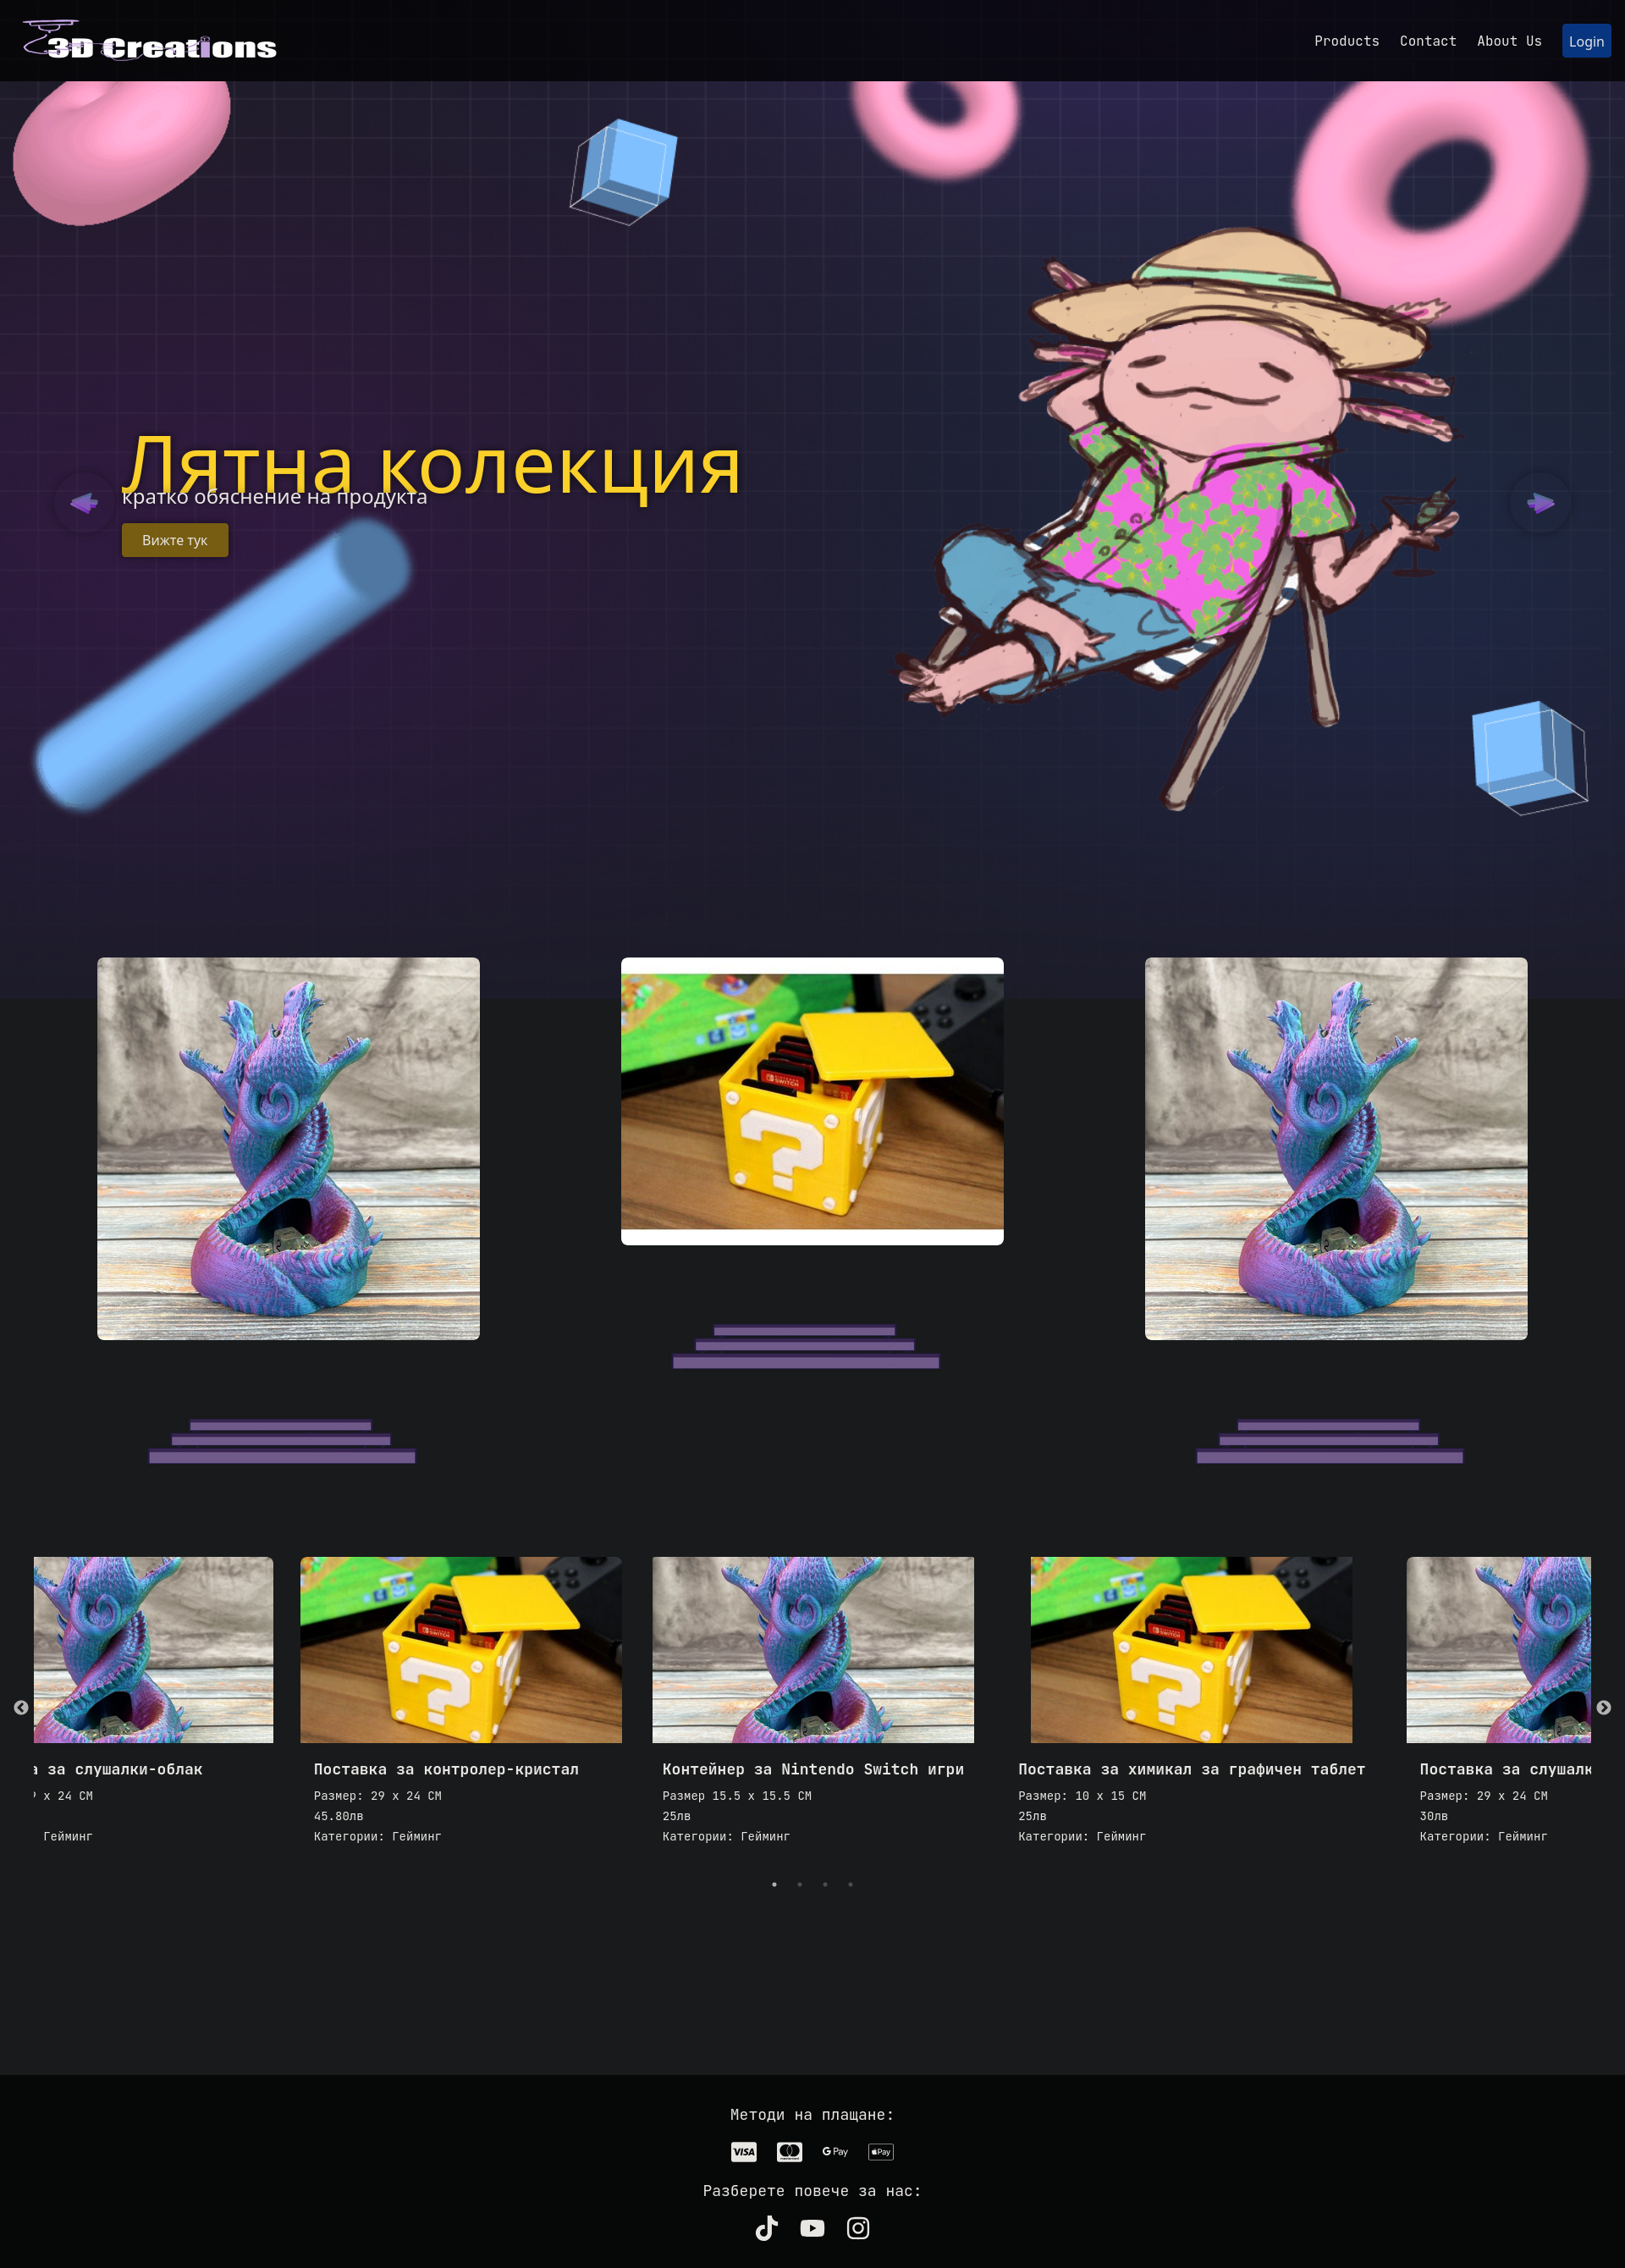 3D Creations
Products Contact About Us Login
Лятна колекция
кратко обяснение на продукта
Вижте тук
за слушалки-облак
x 24 CM
Гейминг
Поставка за контролер-кристал
Размер: 29 x 24 CM
45.80лв
Категории: Гейминг
Контейнер за Nintendo Switch игри
Размер 15.5 x 15.5 CM
25лв
Категории: Гейминг
Поставка за химикал за графичен таблет
Размер: 10 x 15 CM
25лв
Категории: Гейминг
Поставка за слушалк
Размер: 29 x 24 CM
30лв
Категории: Гейминг
Методи на плащане:
VISA G Pay Pay
Разберете повече за нас: